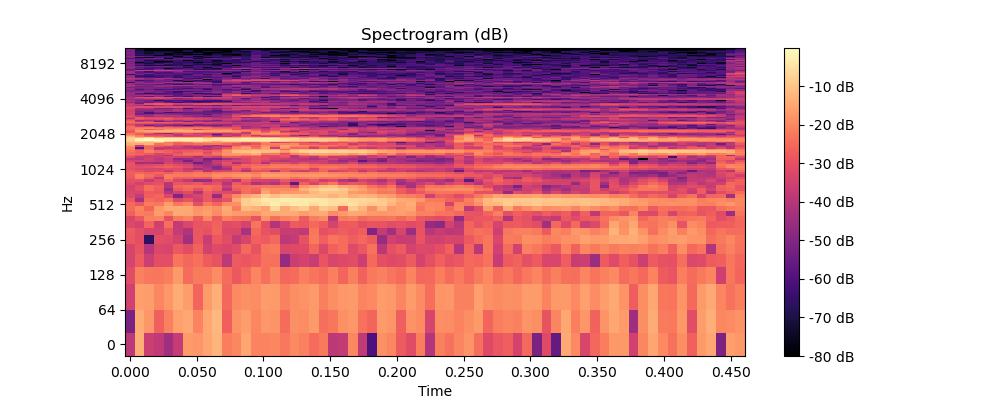 Spectrogram (dB)
8192
4096
2048
1024
512
256
128
64
0
Hz
0.000 0.050 0.100 0.150 0.200 0.250 0.300 0.350 0.400 0.450
Time
-10 dB
-20 dB
-30 dB
-40 dB
-50 dB
-60 dB
-70 dB
-80 dB